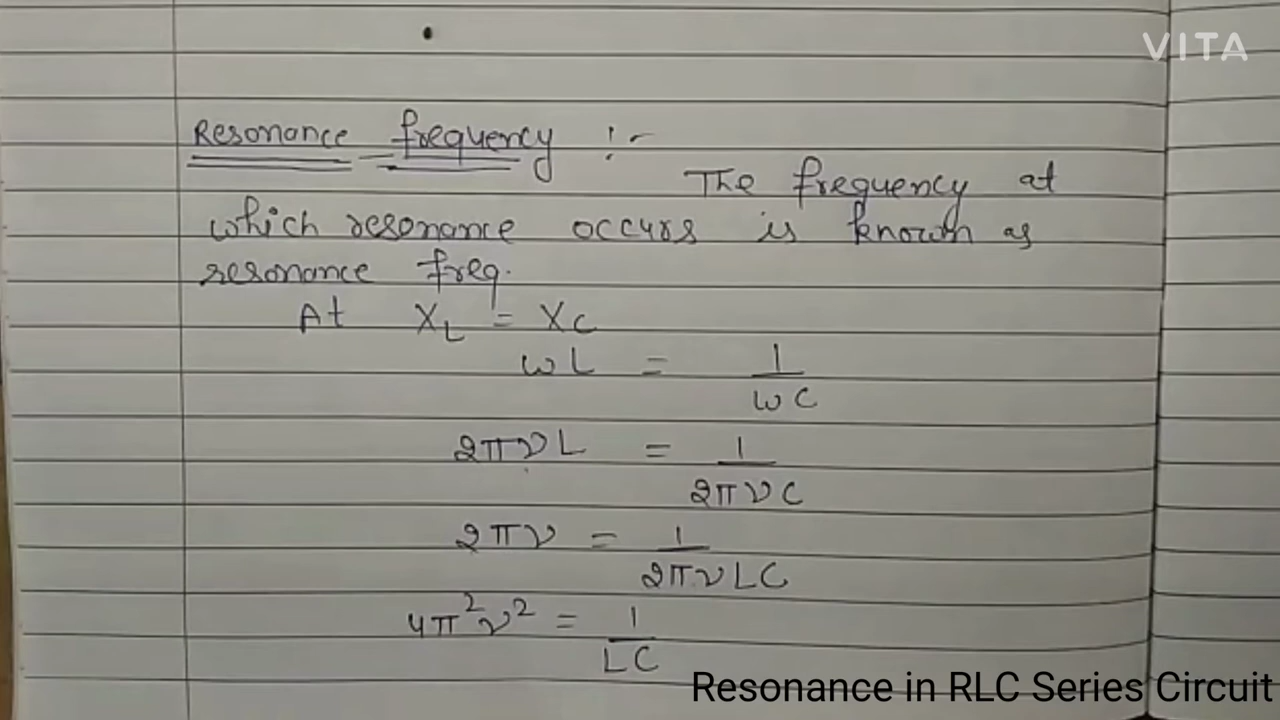 VITA
Resonance frequency :-
The frequency at
which resonance occurs is known as
resonance freq.
At X_L = X_C
ωL = 1/ωC
2πνL = 1/2πνC
2πν = 1/2πνLC
4π²ν² = 1/LC
Resonance in RLC Series Circuit